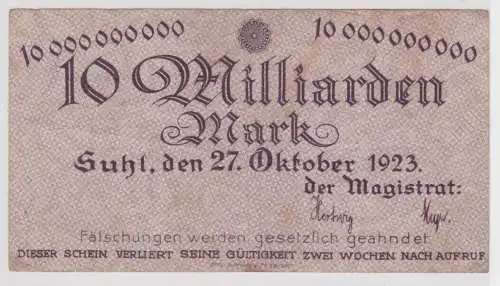 10 000 000 000 10 000 000 000
10 Milliarden
Mark
Suhl, den 27. Oktober 1923.
der Magistrat:
Fälschungen werden gesetzlich geahndet
DIESER SCHEIN VERLIERT SEINE GÜLTIGKEIT ZWEI WOCHEN NACH AUFRUF.